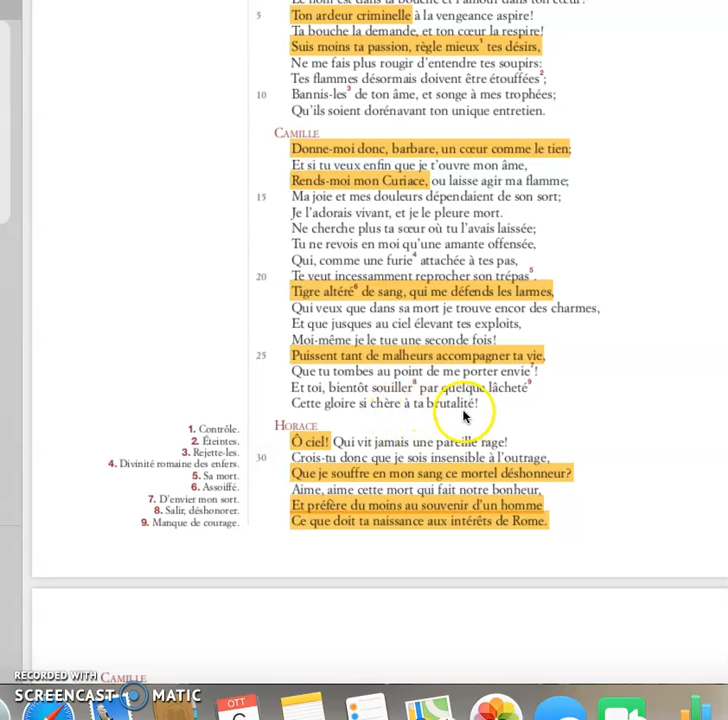 5 Ton ardeur criminelle à la vengeance aspire!
Ta bouche la demande, et ton cœur la respire!
Suis moins ta passion, règle mieux¹ tes désirs,
Ne me fais plus rougir d'entendre tes soupirs:
Tes flammes désormais doivent être étouffées²;
10 Bannis-les³ de ton âme, et songe à mes trophées;
Qu'ils soient dorénavant ton unique entretien.
CAMILLE
Donne-moi donc, barbare, un cœur comme le tien;
Et si tu veux enfin que je t'ouvre mon âme,
Rends-moi mon Curiace, ou laisse agir ma flamme;
15 Ma joie et mes douleurs dépendaient de son sort;
Je l'adorais vivant, et je le pleure mort.
Ne cherche plus ta sœur où tu l'avais laissée;
Tu ne revois en moi qu'une amante offensée,
Qui, comme une furie⁴ attachée à tes pas,
20 Te veut incessamment reprocher son trépas⁵.
Tigre altéré⁶ de sang, qui me défends les larmes,
Qui veux que dans sa mort je trouve encor des charmes,
Et que jusques au ciel élevant tes exploits,
Moi-même je le tue une seconde fois!
25 Puissent tant de malheurs accompagner ta vie,
Que tu tombes au point de me porter envie⁷!
Et toi, bientôt souiller⁸ par quelque lâcheté⁹
Cette gloire si chère à ta brutalité!
HORACE
Ô ciel! Qui vit jamais une pareille rage!
30 Crois-tu donc que je sois insensible à l'outrage,
Que je souffre en mon sang ce mortel déshonneur?
Aime, aime cette mort qui fait notre bonheur,
Et préfère du moins au souvenir d'un homme
Ce que doit ta naissance aux intérêts de Rome.
1. Contrôle.
2. Éteintes.
3. Rejette-les.
4. Divinité romaine des enfers.
5. Sa mort.
6. Assoiffé.
7. D'envier mon sort.
8. Salir, déshonorer.
9. Manque de courage.
CAMILLE
RECORDED WITH
SCREENCAST MATIC
OTT